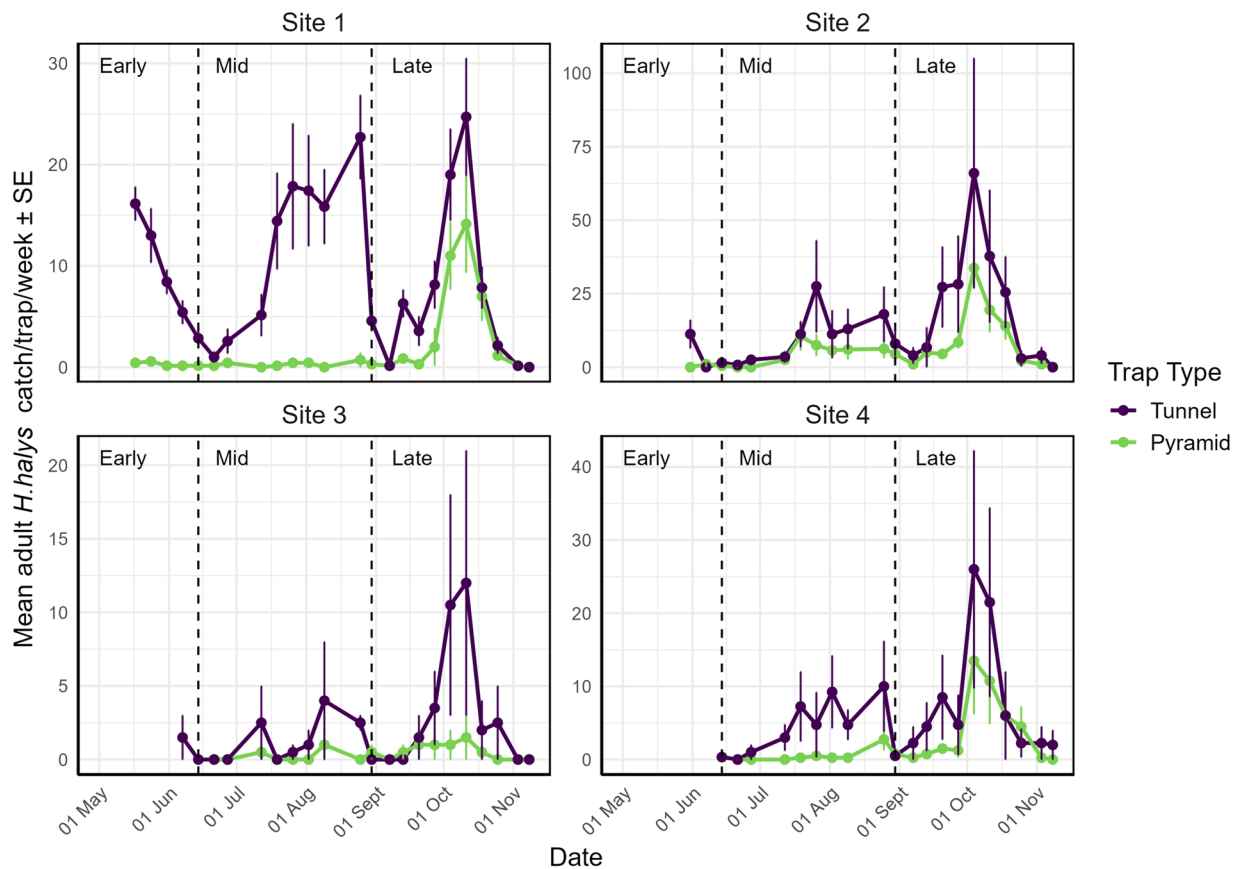 Site 1
Site 2
Early
Mid
Late
Early
Mid
Late
30
20
10
0
100
75
50
25
0
Mean adult H.halys catch/trap/week ± SE
Site 3
Site 4
Early
Mid
Late
Early
Mid
Late
20
15
10
5
0
40
30
20
10
0
01 May
01 Jun
01 Jul
01 Aug
01 Sept
01 Oct
01 Nov
01 May
01 Jun
01 Jul
01 Aug
01 Sept
01 Oct
01 Nov
Date
Trap Type
Tunnel
Pyramid